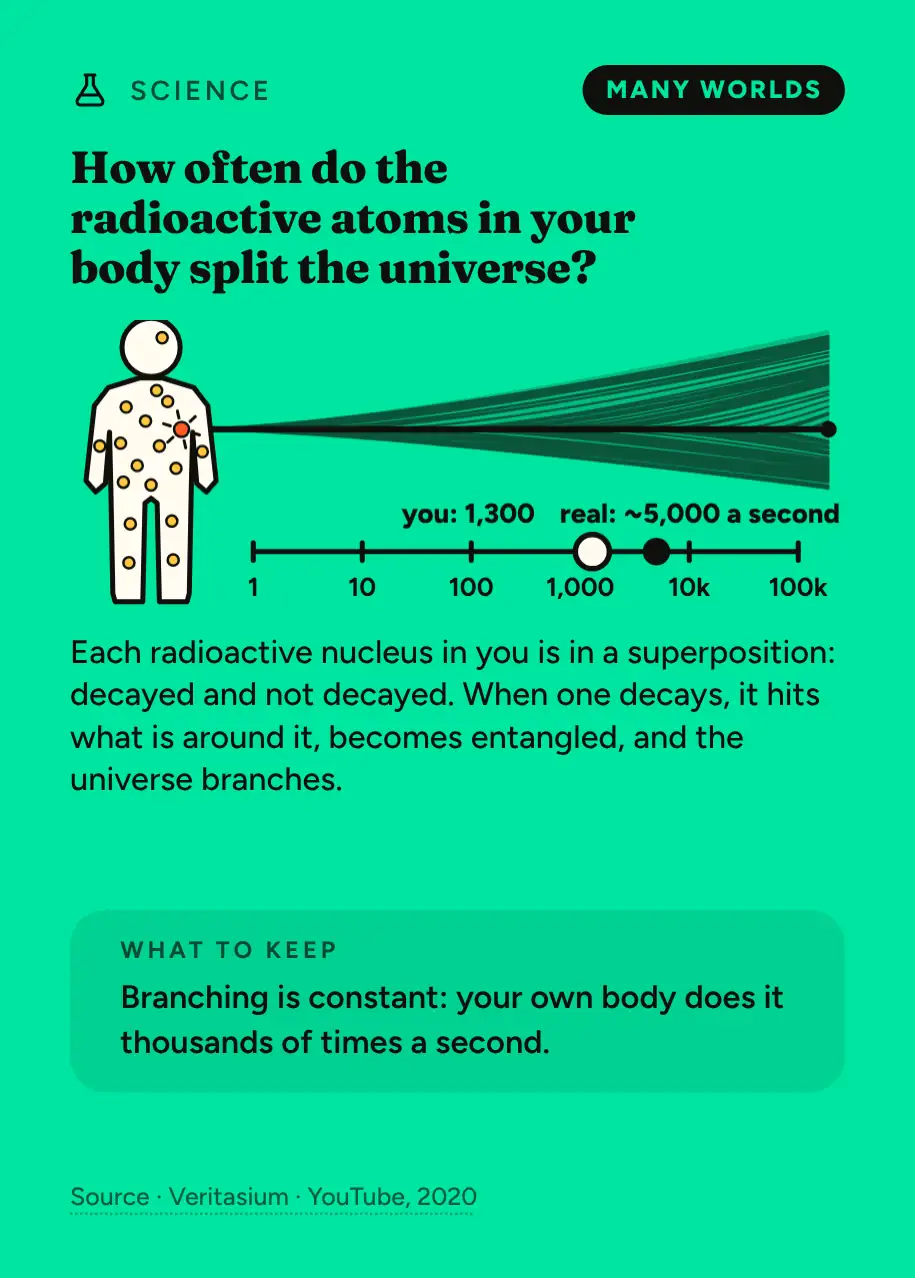 SCIENCE
MANY WORLDS
How often do the
radioactive atoms in your
body split the universe?
you: 1,300
real: ~5,000 a second
1
10
100
1,000
10k
100k
Each radioactive nucleus in you is in a superposition:
decayed and not decayed. When one decays, it hits
what is around it, becomes entangled, and the
universe branches.
WHAT TO KEEP
Branching is constant: your own body does it
thousands of times a second.
Source · Veritasium · YouTube, 2020